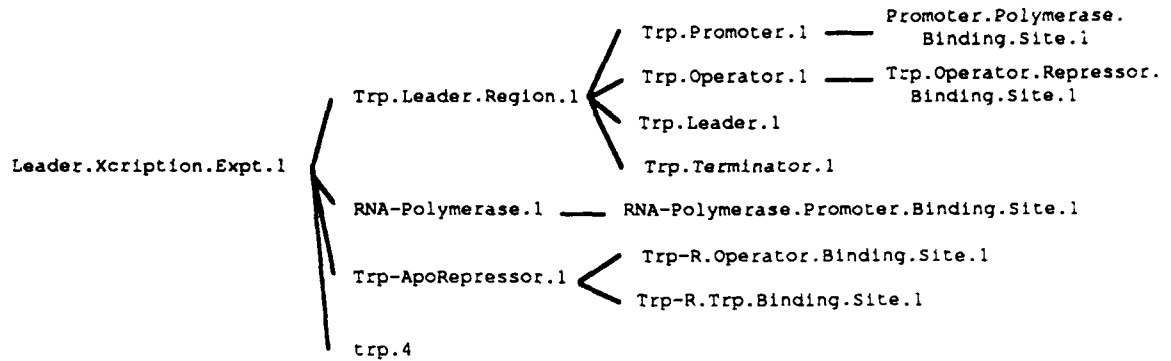 Promoter.Polymerase.
Trp.Promoter.1
Binding.Site.1
Trp.Operator.1
Trp.Operator.Repressor.
Binding.Site.1
Trp.Leader.Region.1
Trp.Leader.1
Trp.Terminator.1
Leader.Xcription.Expt.1
RNA-Polymerase.1
RNA-Polymerase.Promoter.Binding.Site.1
Trp-R.Operator.Binding.Site.1
Trp-ApoRepressor.1
Trp-R.Trp.Binding.Site.1
trp.4